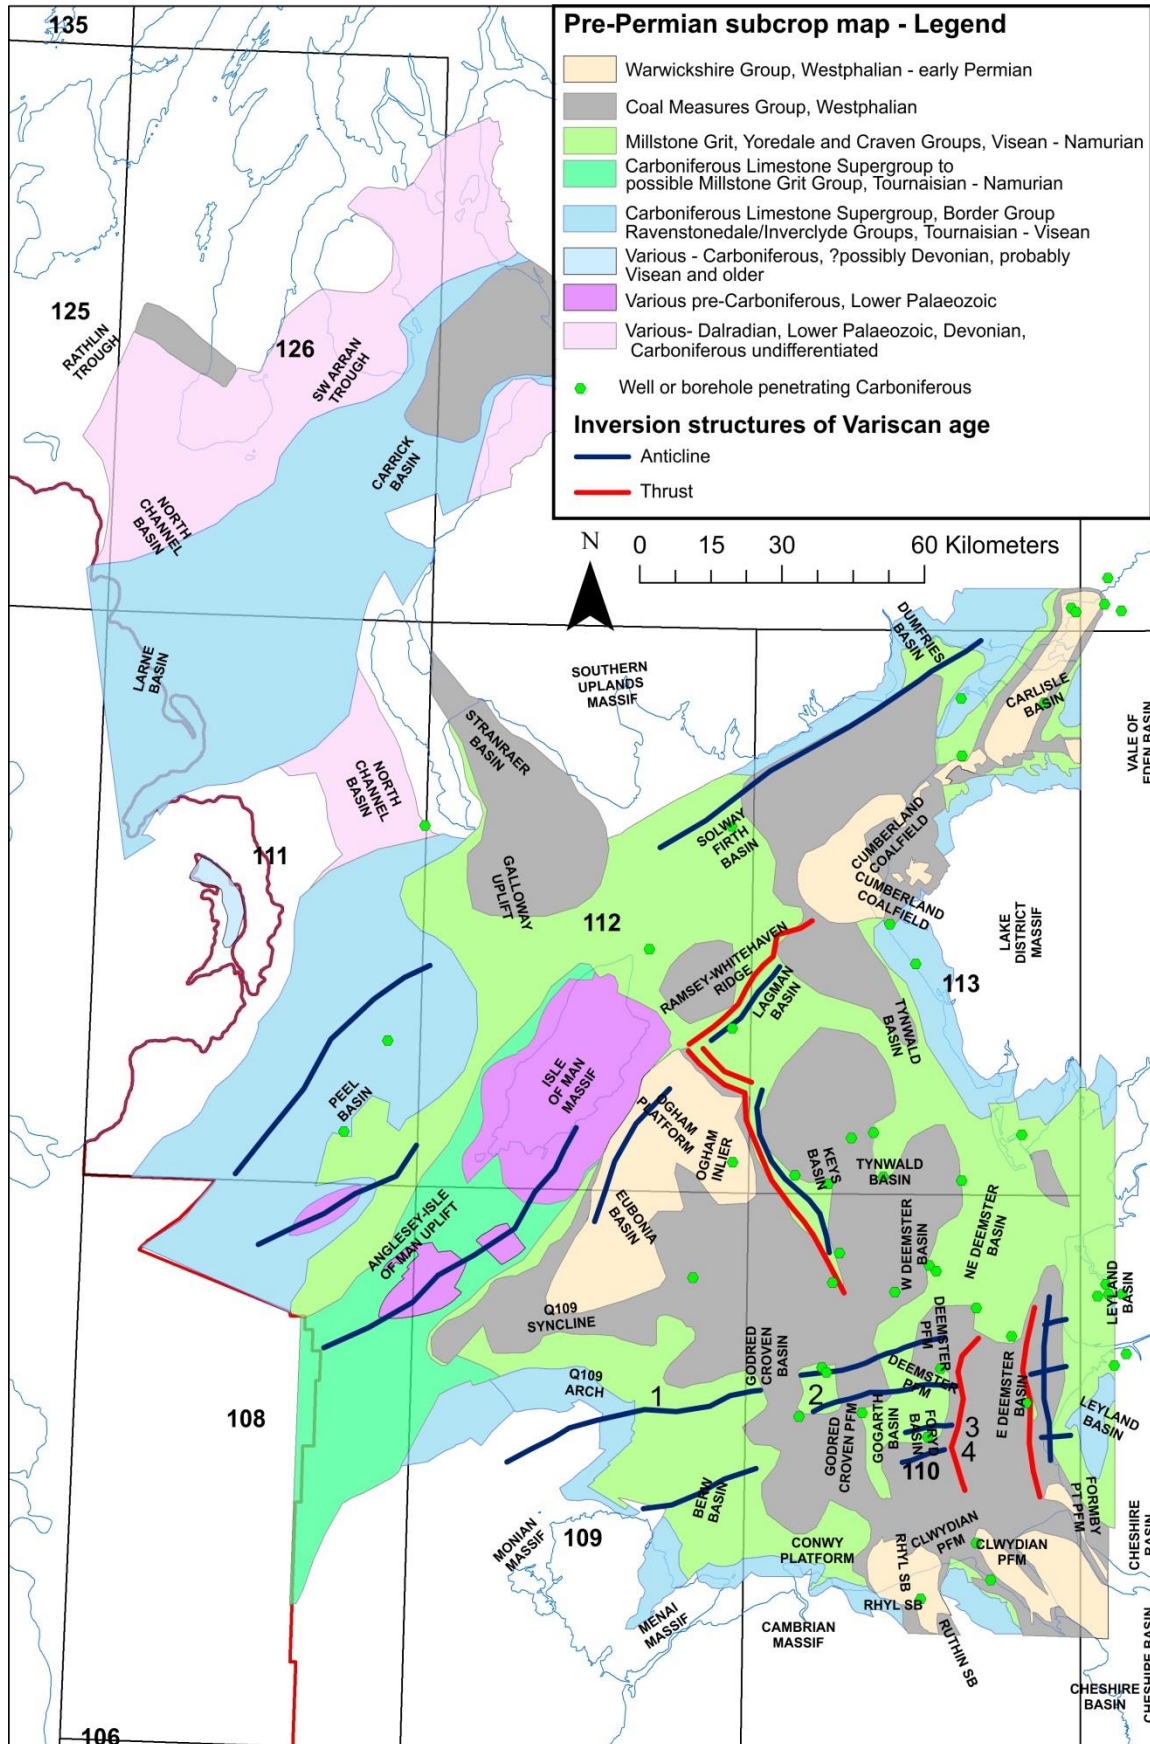 135
Pre-Permian subcrop map - Legend
Warwickshire Group, Westphalian - early Permian
Coal Measures Group, Westphalian
Millstone Grit, Yoredale and Craven Groups, Visean - Namurian
Carboniferous Limestone Supergroup to
possible Millstone Grit Group, Tournaisian - Namurian
Carboniferous Limestone Supergroup, Border Group
Ravenstonedale/Inverclyde Groups, Tournaisian - Visean
Various - Carboniferous, ?possibly Devonian, probably
Visean and older
Various pre-Carboniferous, Lower Palaeozoic
Various- Dalradian, Lower Palaeozoic, Devonian,
Carboniferous undifferentiated
Well or borehole penetrating Carboniferous
Inversion structures of Variscan age
Anticline
Thrust
N
0 15 30 60 Kilometers
125
RATHLIN
TROUGH
126
SW ARRAN
TROUGH
CARRICK
BASIN
NORTH
CHANNEL
BASIN
LARNE
BASIN
SOUTHERN
UPLANDS
MASSIF
DUMFRIES
BASIN
CARLISLE
BASIN
VALE OF
EDEN BASIN
STRANRAER
BASIN
NORTH
CHANNEL
BASIN
SOLWAY
FIRTH
BASIN
CUMBERLAND
COALFIELD
CUMBERLAND
COALFIELD
111
GALLOWAY
UPLIFT
112
LAKE
DISTRICT
MASSIF
RAMSEY-WHITEHAVEN
RIDGE
LAGMAN
BASIN
113
TYNWALD
BASIN
PEEL
BASIN
ISLE
OF MAN
MASSIF
OGHAM
PLATFORM
OGHAM
INLIER
KEYS
BASIN
TYNWALD
BASIN
EUBONIA
BASIN
ANGLESEY-ISLE
OF MAN UPLIFT
W DEEMSTER
BASIN
NE DEEMSTER
BASIN
LEYLAND
BASIN
Q109
SYNCLINE
GODRED
CROVEN
BASIN
DEEMSTER
PFM
DEEMSTER
PFM
E DEEMSTER
BASIN
Q109
ARCH
1
2
3
4
108
GODRED
CROVEN PFM
GOGARTH
BASIN
FORYD
BASIN
110
LEYLAND
BASIN
BERW
BASIN
FORMBY
PT PFM
CHESHIRE
BASIN
MONIAN
MASSIF
109
CONWY
PLATFORM
RHYL SB
CLWYDIAN
PFM
CLWYDIAN
PFM
RHYL SB
MENAI
MASSIF
CAMBRIAN
MASSIF
RUTHIN SB
CHESHIRE BASIN
CHESHIRE
BASIN
106